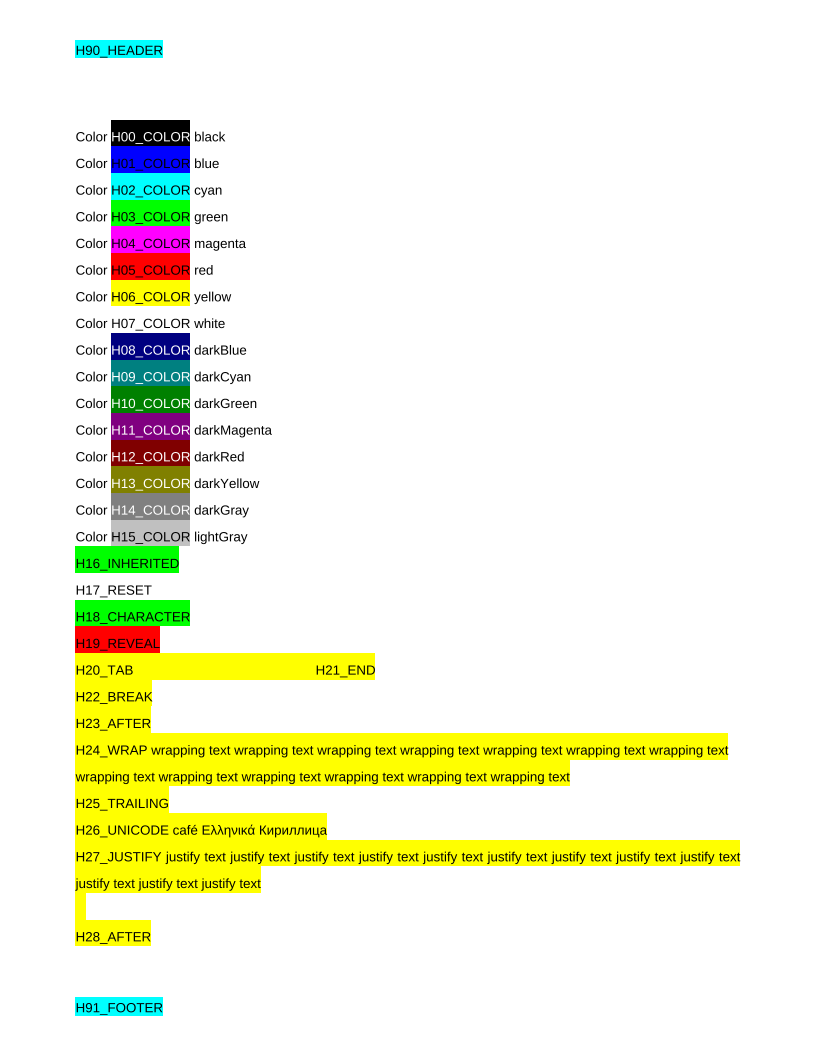 H90_HEADER
Color H00_COLOR black
Color H01_COLOR blue
Color H02_COLOR cyan
Color H03_COLOR green
Color H04_COLOR magenta
Color H05_COLOR red
Color H06_COLOR yellow
Color H07_COLOR white
Color H08_COLOR darkBlue
Color H09_COLOR darkCyan
Color H10_COLOR darkGreen
Color H11_COLOR darkMagenta
Color H12_COLOR darkRed
Color H13_COLOR darkYellow
Color H14_COLOR darkGray
Color H15_COLOR lightGray
H16_INHERITED
H17_RESET
H18_CHARACTER
H19_REVEAL
H20_TAB H21_END
H22_BREAK
H23_AFTER
H24_WRAP wrapping text wrapping text wrapping text wrapping text wrapping text wrapping text wrapping text
wrapping text wrapping text wrapping text wrapping text wrapping text wrapping text
H25_TRAILING
H26_UNICODE café Ελληνικά Кириллица
H27_JUSTIFY justify text justify text justify text justify text justify text justify text justify text justify text justify text
justify text justify text justify text
H28_AFTER
H91_FOOTER